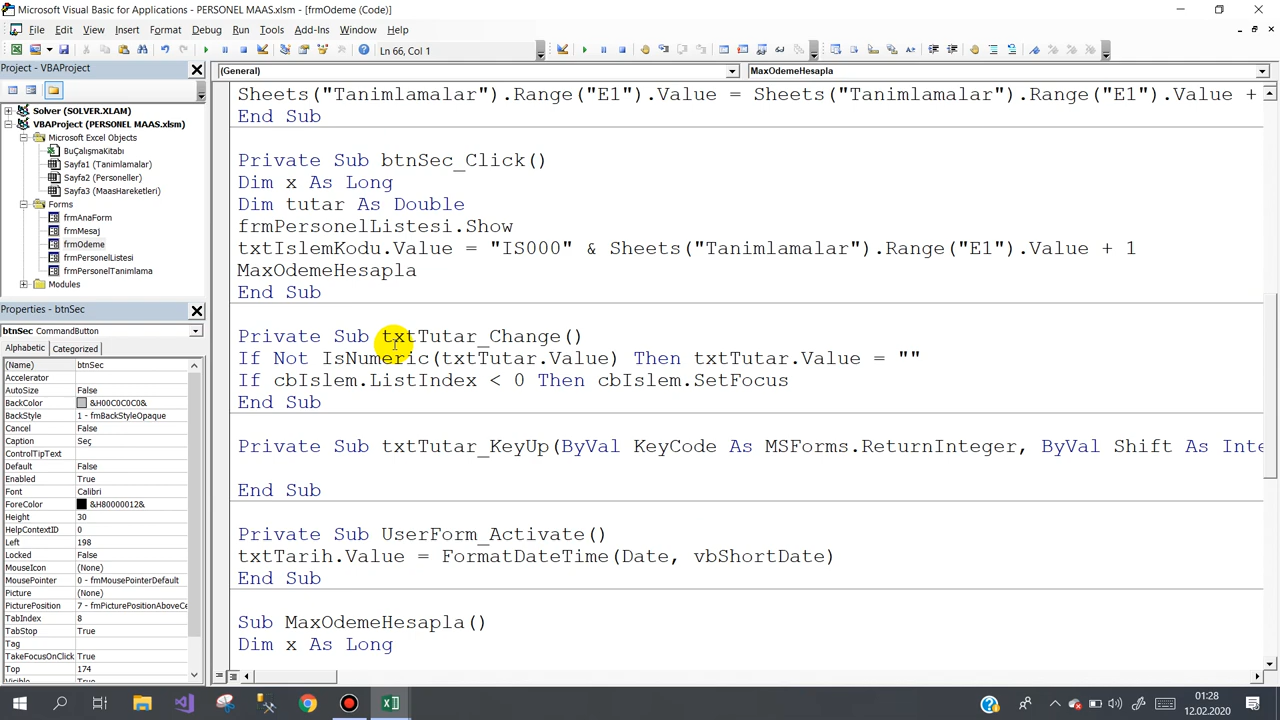 Microsoft Visual Basic for Applications - PERSONEL MAAS.xlsm - [frmOdeme (Code)]
File Edit View Insert Format Debug Run Tools Add-Ins Window Help
Ln 66, Col 1
Project - VBAProject
(General)
MaxOdemeHesapla
Solver (SOLVER.XLAM)
VBAProject (PERSONEL MAAS.xlsm)
Microsoft Excel Objects
BuÇalışmaKitabı
Sayfa1 (Tanimlamalar)
Sayfa2 (Personeller)
Sayfa3 (MaasHareketleri)
Forms
frmAnaForm
frmMesaj
frmOdeme
frmPersonelListesi
frmPersonelTanimlama
Modules
Properties - btnSec
btnSec CommandButton
Alphabetic Categorized
(Name) btnSec
Accelerator
AutoSize False
BackColor &H00C0C0C0&
BackStyle 1 - fmBackStyleOpaque
Cancel False
Caption Seç
ControlTipText
Default False
Enabled True
Font Calibri
ForeColor &H80000012&
Height 30
HelpContextID 0
Left 198
Locked False
MouseIcon (None)
MousePointer 0 - fmMousePointerDefault
Picture (None)
PicturePosition 7 - fmPicturePositionAboveCe
TabIndex 8
TabStop True
Tag
TakeFocusOnClick True
Top 174
Visible True
Sheets("Tanimlamalar").Range("E1").Value = Sheets("Tanimlamalar").Range("E1").Value +
End Sub
Private Sub btnSec_Click()
Dim x As Long
Dim tutar As Double
frmPersonelListesi.Show
txtIslemKodu.Value = "IS000" & Sheets("Tanimlamalar").Range("E1").Value + 1
MaxOdemeHesapla
End Sub
Private Sub txtTutar_Change()
If Not IsNumeric(txtTutar.Value) Then txtTutar.Value = ""
If cbIslem.ListIndex < 0 Then cbIslem.SetFocus
End Sub
Private Sub txtTutar_KeyUp(ByVal KeyCode As MSForms.ReturnInteger, ByVal Shift As Inte
End Sub
Private Sub UserForm_Activate()
txtTarih.Value = FormatDateTime(Date, vbShortDate)
End Sub
Sub MaxOdemeHesapla()
Dim x As Long
01:28
12.02.2020